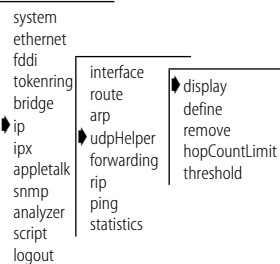 system
ethernet
fddi
tokenring
bridge
ip
ipx
appletalk
snmp
analyzer
script
logout
interface
route
arp
udpHelper
forwarding
rip
ping
statistics
display
define
remove
hopCountLimit
threshold